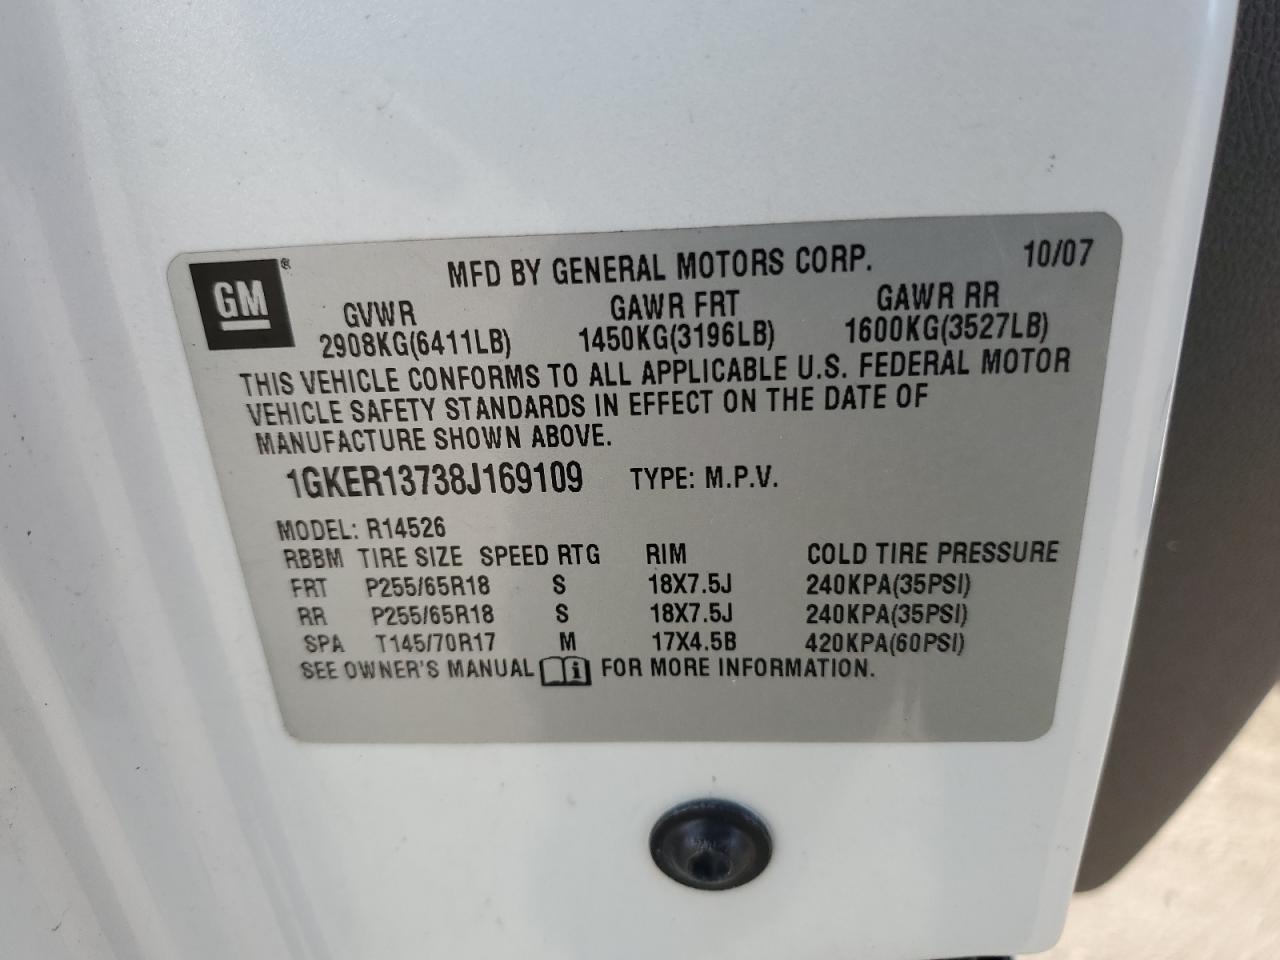 GM ® MFD BY GENERAL MOTORS CORP. 10/07
GVWR GAWR FRT GAWR RR
2908KG(6411LB) 1450KG(3196LB) 1600KG(3527LB)
THIS VEHICLE CONFORMS TO ALL APPLICABLE U.S. FEDERAL MOTOR
VEHICLE SAFETY STANDARDS IN EFFECT ON THE DATE OF
MANUFACTURE SHOWN ABOVE.
1GKER13738J169109 TYPE: M.P.V.
MODEL: R14526
RBBM TIRE SIZE SPEED RTG RIM COLD TIRE PRESSURE
FRT P255/65R18 S 18X7.5J 240KPA(35PSI)
RR P255/65R18 S 18X7.5J 240KPA(35PSI)
SPA T145/70R17 M 17X4.5B 420KPA(60PSI)
SEE OWNER'S MANUAL i FOR MORE INFORMATION.